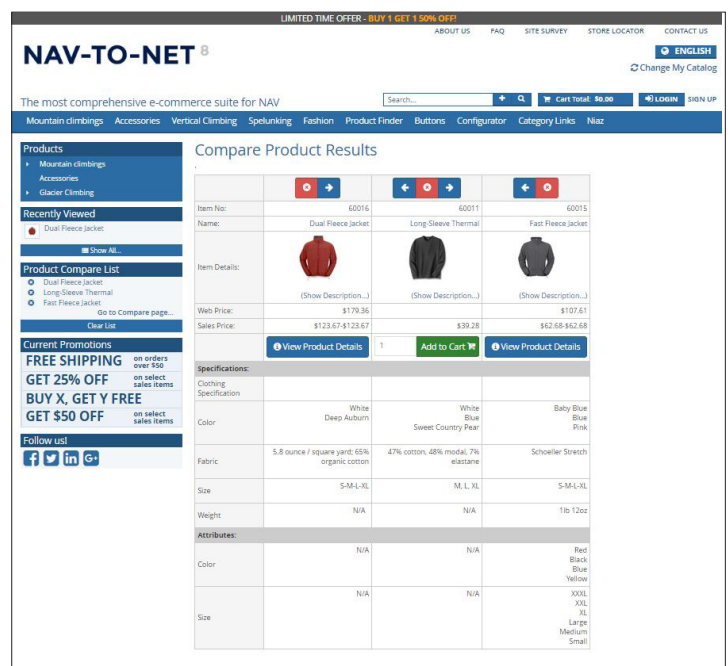 LIMITED TIME OFFER - BUY 1 GET 1 50% OFF!
ABOUT US FAQ SITE SURVEY STORE LOCATOR CONTACT US
NAV-TO-NET 8
ENGLISH
Change My Catalog
The most comprehensive e-commerce suite for NAV
Search... + Cart Total: $0.00 LOGIN SIGN UP
Mountain climbings Accessories Vertical Climbing Spelunking Fashion Product Finder Buttons Configurator Category Links Niaz
Products
Mountain climbings
Accessories
Glacier Climbing
Recently Viewed
Dual Fleece Jacket
Show All...
Product Compare List
Dual Fleece Jacket
Long-Sleeve Thermal
Fast Fleece Jacket
Go to Compare page...
Clear List
Current Promotions
FREE SHIPPING on orders over $50
GET 25% OFF on select sales items
BUY X, GET Y FREE
GET $50 OFF on select sales items
Follow us!
Compare Product Results
Item No: 60016 60011 60015
Name: Dual Fleece Jacket Long-Sleeve Thermal Fast Fleece Jacket
Item Details: (Show Description...) (Show Description...) (Show Description...)
Web Price: $179.36 $107.61
Sales Price: $123.67-$123.67 $39.28 $62.68-$62.68
View Product Details 1 Add to Cart View Product Details
Specifications:
Clothing
Specification
Color
White
Deep Auburn
White
Blue
Sweet Country Pear
Baby Blue
Blue
Pink
Fabric
5.8 ounce / square yard; 65%
organic cotton
47% cotton, 48% modal, 7%
elastane
Schoeller Stretch
Size S-M-L-XL M, L, XL S-M-L-XL
Weight N/A N/A 1lb 12oz
Attributes:
Color N/A N/A Red
Black
Blue
Yellow
Size N/A N/A XXXL
XXL
XL
Large
Medium
Small